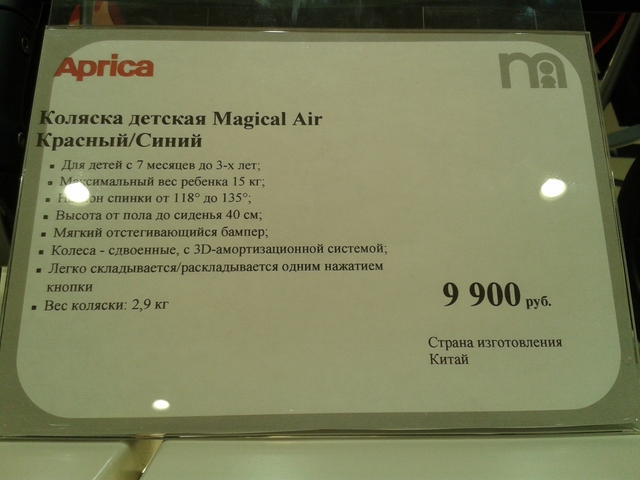 Aprica
m
Коляска детская Magical Air
Красный/Синий
Для детей с 7 месяцев до 3-х лет;
Максимальный вес ребенка 15 кг;
спинки от 118° до 135°;
Высота от пола до сиденья 40 см;
Мягкий отстегивающийся бампер;
Колеса - сдвоенные, с 3D-амортизационной системой;
Легко складывается/раскладывается одним нажатием
кнопки
Вес коляски: 2,9 кг
9 900 руб.
Страна изготовления
Китай